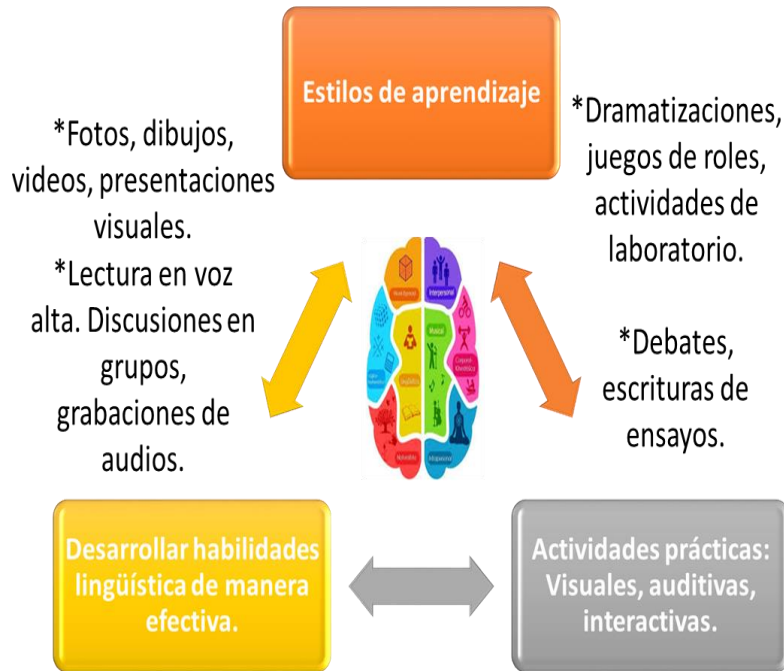 Estilos de aprendizaje
*Fotos, dibujos,
videos, presentaciones
visuales.
*Lectura en voz
alta. Discusiones en
grupos,
grabaciones de
audios.
*Dramatizaciones,
juegos de roles,
actividades de
laboratorio.
*Debates,
escrituras de
ensayos.
Interpersonal
Musical
Desarrollar habilidades
lingüística de manera
efectiva.
Actividades prácticas:
Visuales, auditivas,
interactivas.